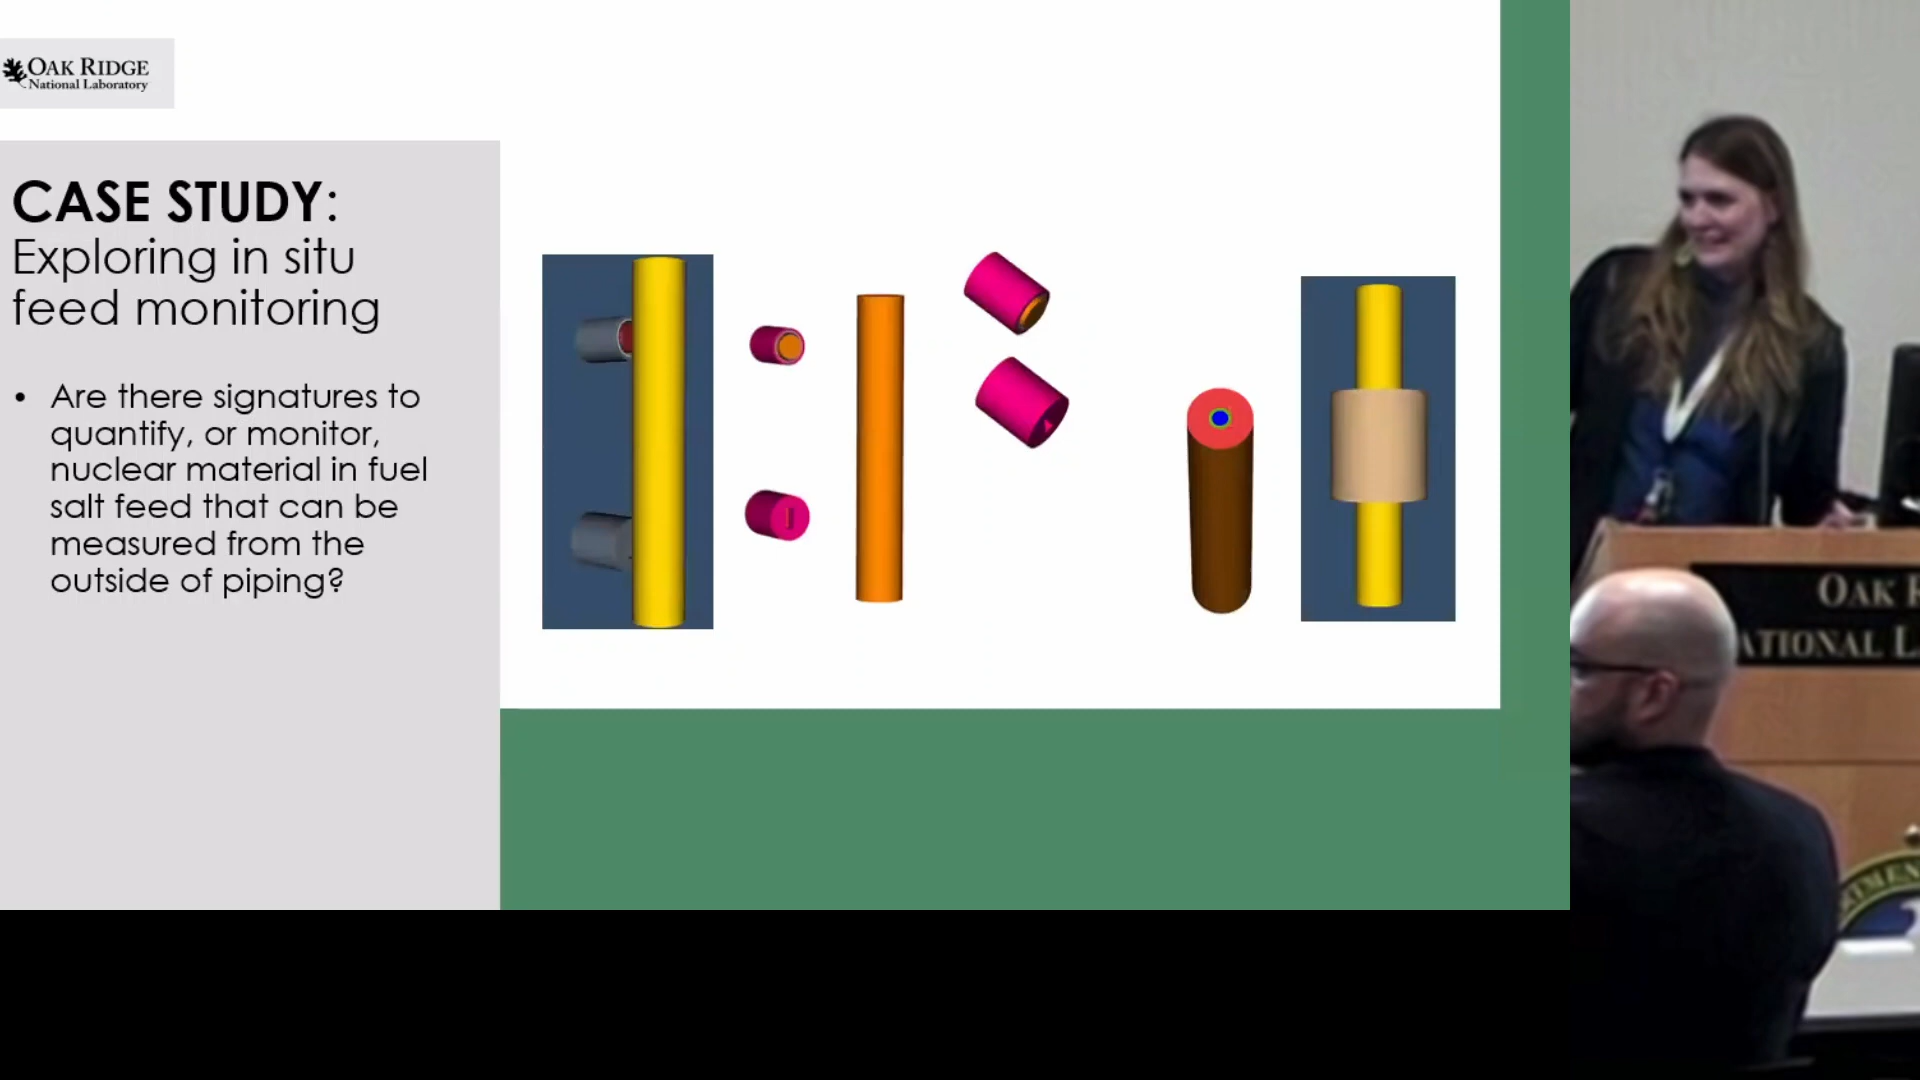 OAK RIDGE
National Laboratory
CASE STUDY:
Exploring in situ
feed monitoring
• Are there signatures to
quantify, or monitor,
nuclear material in fuel
salt feed that can be
measured from the
outside of piping?
OAK R
ATIONAL L